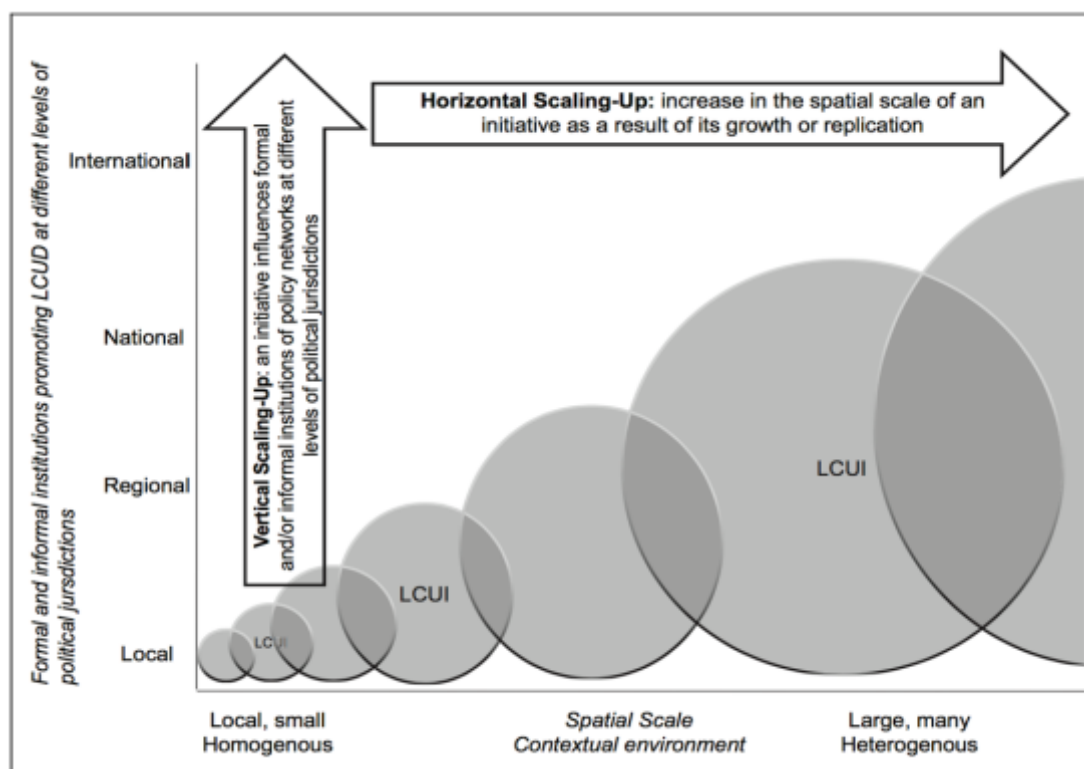 Formal and informal institutions promoting LCUD at different levels of
political jursdictions
International
National
Regional
Local
Vertical Scaling-Up: an initiative influences formal
and/or informal institutions of policy networks at different
levels of political jurisdictions
Horizontal Scaling-Up: increase in the spatial scale of an
initiative as a result of its growth or replication
LCUI
LCUI
LCUI
Local, small
Homogenous
Spatial Scale
Contextual environment
Large, many
Heterogenous